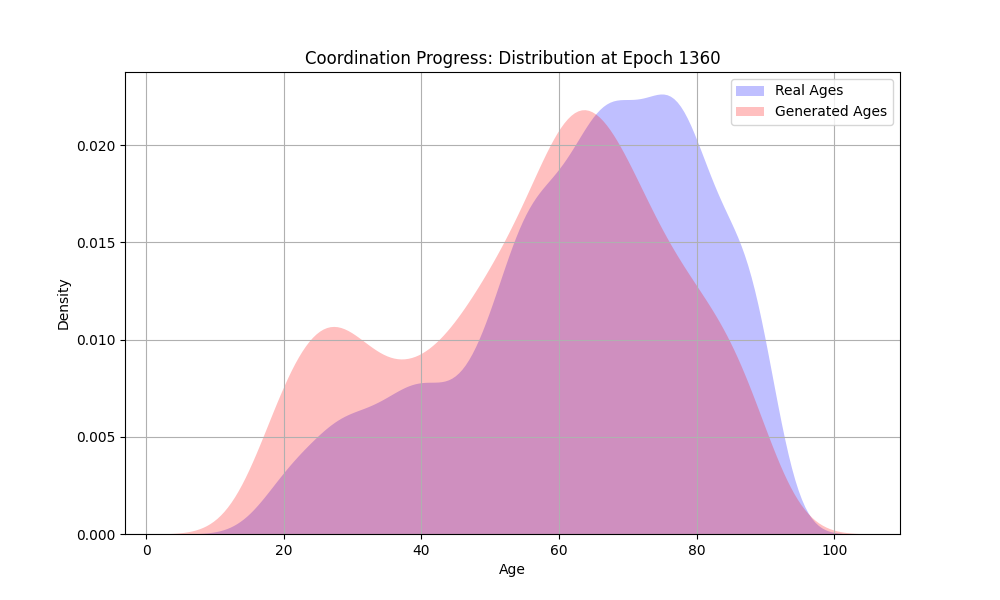 Coordination Progress: Distribution at Epoch 1360
Real Ages
Generated Ages
0.020
0.015
0.010
0.005
0.000
Density
0
20
40
60
80
100
Age